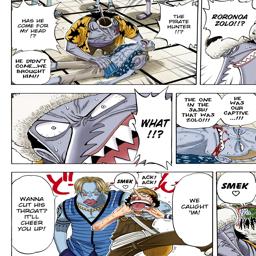 HAS HE
COME FOR
MY HEAD
!?
THE
PIRATE
HUNTER
!!?
RORONOA
ZOLO!?
HE DIDN'T
COME...WE
BROUGHT
HIM!!
WHAT
!!?
THE ONE
IN THE
JAIL!!
THAT WAS
ZOLO!!!
HE
WAS
OUR
CAPTIVE
...!!!
SMEK
ACK!
ACK!
WANNA
CUT HIS
THROAT?
IT'LL
CHEER
YOU UP!
WE
CAUGHT
'IM!
SMEK